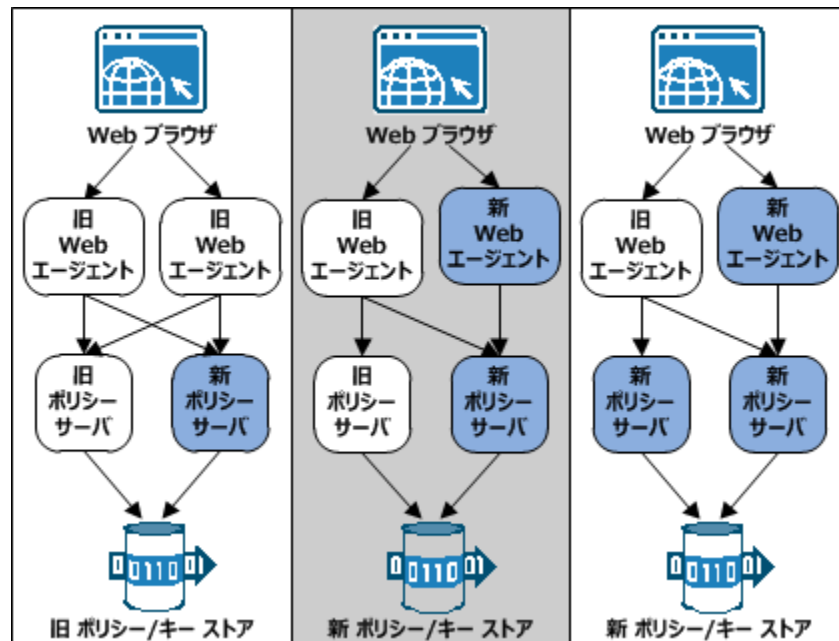 Web ブラウザ
旧
Web
エージェント
旧
Web
エージェント
旧
ポリシー
サーバ
新
ポリシー
サーバ
0110
旧 ポリシー/キー ストア
Web ブラウザ
旧
Web
エージェント
新
Web
エージェント
旧
ポリシー
サーバ
新
ポリシー
サーバ
0110
新 ポリシー/キー ストア
Web ブラウザ
旧
Web
エージェント
新
Web
エージェント
新
ポリシー
サーバ
新
ポリシー
サーバ
0110
新 ポリシー/キー ストア